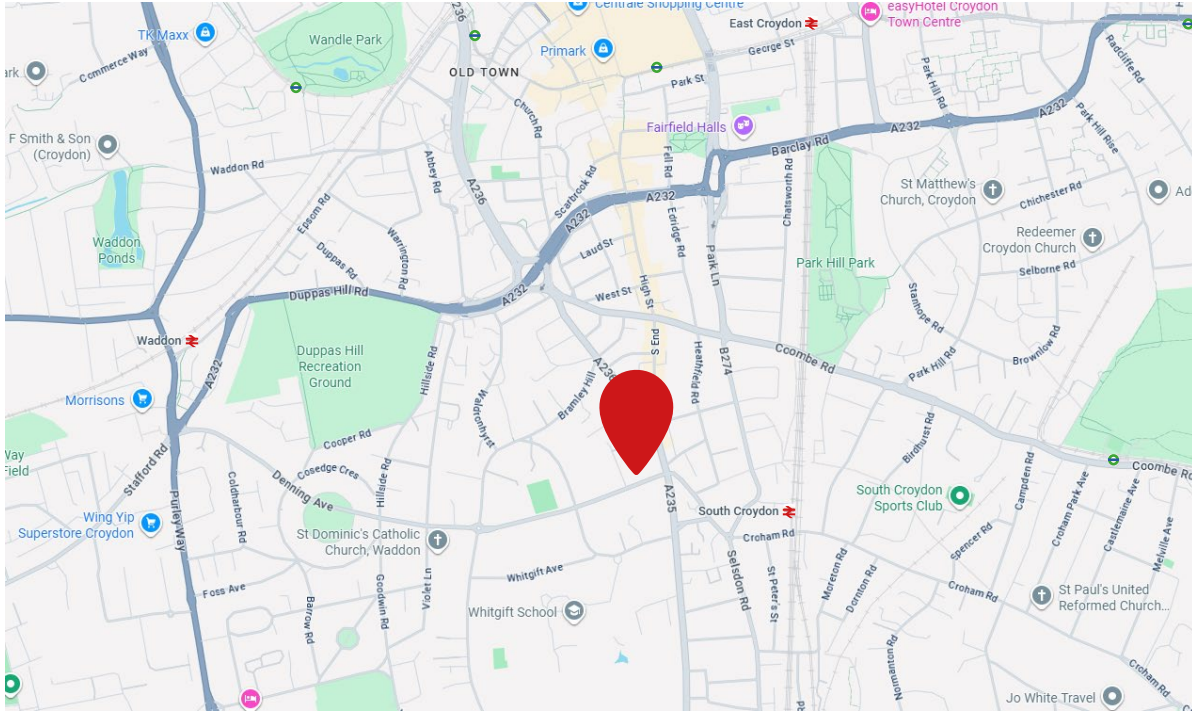 A236
Centrale Shopping Centre
East Croydon
easyHotel Croydon
Town Centre
TK Maxx
Wandle Park
Primark
George St
Radcliffe Rd
Commerce Way
OLD TOWN
Park St
Park Hill Rd
Church Rd
Fairfield Halls
A232
A232
Park Hill Rise
F Smith & Son
(Croydon)
Barclay Rd
Waddon Rd
Abbey Rd
Fell Rd
Chatsworth Rd
St Matthew's
Church, Croydon
Chichester Rd
Ad
A236
Scarbrook Rd
A232
A232
Edridge Rd
Epsom Rd
Warrington Rd
Duppas Rd
Laud St
Park Ln
Redeemer
Croydon Church
Waddon
Ponds
Park Hill Park
Selborne Rd
Duppas Hill Rd
A232
West St
High St
Stanhope Rd
Waddon
S End
Heathfield Rd
B274
Coombe Rd
Brownlow Rd
Park Hill Rd
A232
Duppas Hill
Recreation
Ground
Hillside Rd
A236
Bramley Hill
Waldronhyrst
Morrisons
Birdhurst Rd
Way
Field
Stafford Rd
Cooper Rd
Cosedge Cres
Hillside Rd
Denning Ave
Coldharbour Rd
Purley Way
Coombe Rd
Campden Rd
Croham Park Ave
Castlemaine Ave
Melville Ave
A235
South Croydon
South Croydon
Sports Club
Wing Yip
Superstore Croydon
St Dominic's Catholic
Church, Waddon
Croham Rd
Spencer Rd
Selsdon Rd
St Peter's St
Moreton Rd
Dornton Rd
Whitgift Ave
Foss Ave
Barrow Rd
Goodwin Rd
Violet Ln
Whitgift School
Croham Rd
St Paul's United
Reformed Church...
Normanton Rd
Croham Rd
Jo White Travel